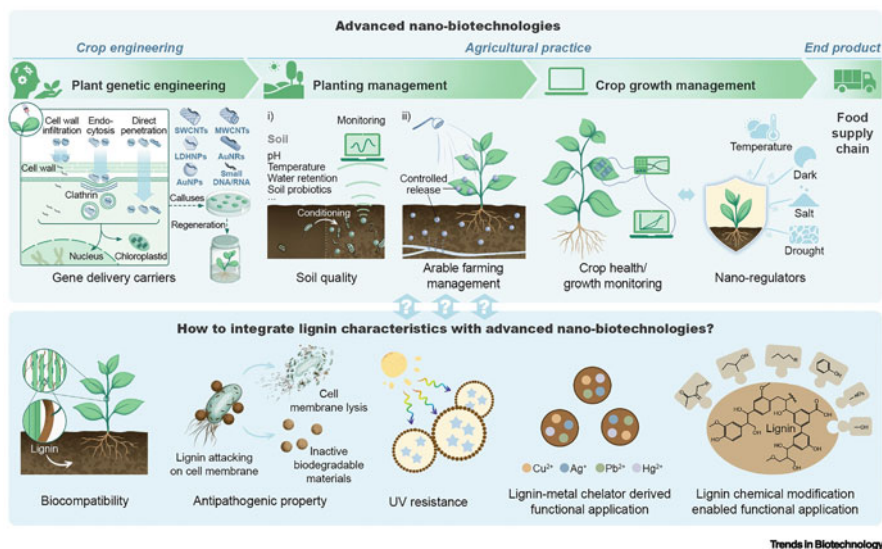 Advanced nano-biotechnologies
Crop engineering
Agricultural practice
End product
Plant genetic engineering
Planting management
Crop growth management
Food
supply
chain
Cell wall
infiltration
Endo-
cytosis
Direct
penetration
Cell wall
Clathrin
Nucleus
Chloroplastid
SWCNTs
MWCNTs
LDHNPs
AuNRs
AuNPs
Small
DNA/RNA
Calluses
Regeneration
Gene delivery carriers
i)
Monitoring
Soil
pH
Temperature
Water retention
Soil probiotics
...
Conditioning
Soil quality
ii)
Controlled
release
Arable farming
management
Crop health/
growth monitoring
Temperature
Dark
Salt
Drought
Nano-regulators
? ? ?
How to integrate lignin characteristics with advanced nano-biotechnologies?
Lignin
Biocompatibility
Lignin attacking
on cell membrane
Cell
membrane lysis
Inactive
biodegradable
materials
Antipathogenic property
UV resistance
Cu²⁺
Ag⁺
Pb²⁺
Hg²⁺
Lignin-metal chelator derived
functional application
Lignin
Lignin chemical modification
enabled functional application
Trends in Biotechnology